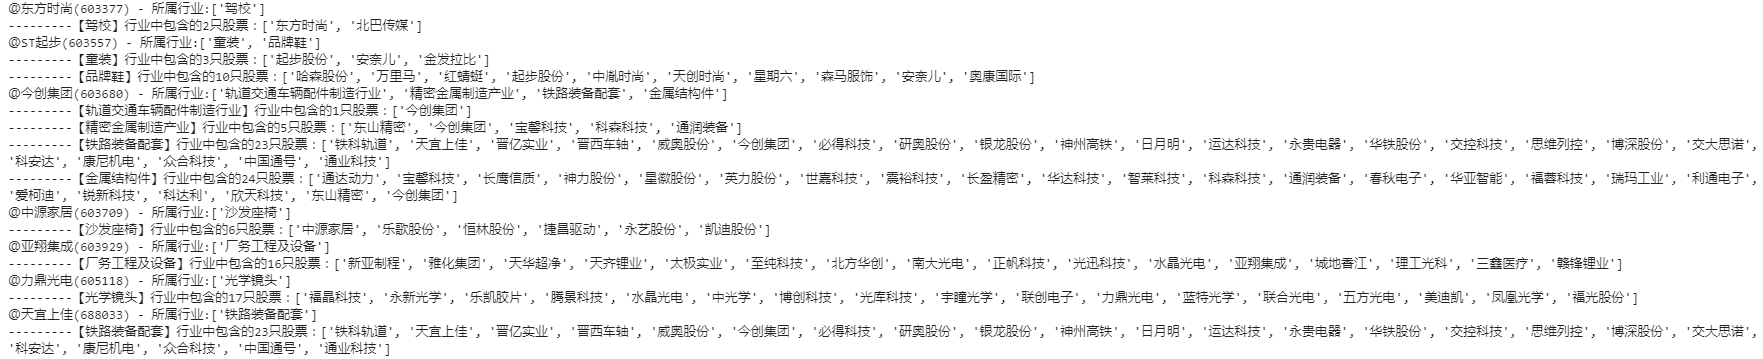 @东方时尚(603377) - 所属行业:['驾校']
---------【驾校】行业中包含的2只股票：['东方时尚', '北巴传媒']
@ST起步(603557) - 所属行业:['童装', '品牌鞋']
---------【童装】行业中包含的3只股票：['起步股份', '安奈儿', '金发拉比']
---------【品牌鞋】行业中包含的10只股票：['哈森股份', '万里马', '红蜻蜓', '起步股份', '中胤时尚', '天创时尚', '星期六', '森马服饰', '安奈儿', '奥康国际']
@今创集团(603680) - 所属行业:['轨道交通车辆配件制造行业', '精密金属制造产业', '铁路装备配套', '金属结构件']
---------【轨道交通车辆配件制造行业】行业中包含的1只股票：['今创集团']
---------【精密金属制造产业】行业中包含的5只股票：['东山精密', '今创集团', '宝馨科技', '科森科技', '通润装备']
---------【铁路装备配套】行业中包含的23只股票：['铁科轨道', '天宜上佳', '晋亿实业', '晋西车轴', '威奥股份', '今创集团', '必得科技', '研奥股份', '银龙股份', '神州高铁', '日月明', '运达科技', '永贵电器', '华铁股份', '交控科技', '思维列控', '博深股份', '交大思诺',
'科安达', '康尼机电', '众合科技', '中国通号', '通业科技']
---------【金属结构件】行业中包含的24只股票：['通达动力', '宝馨科技', '长鹰信质', '神力股份', '星徽股份', '英力股份', '世嘉科技', '震裕科技', '长盈精密', '华达科技', '智莱科技', '科森科技', '通润装备', '春秋电子', '华亚智能', '福蓉科技', '瑞玛工业', '利通电子',
'爱柯迪', '锐新科技', '科达利', '欣天科技', '东山精密', '今创集团']
@中源家居(603709) - 所属行业:['沙发座椅']
---------【沙发座椅】行业中包含的6只股票：['中源家居', '乐歌股份', '恒林股份', '捷昌驱动', '永艺股份', '凯迪股份']
@亚翔集成(603929) - 所属行业:['厂务工程及设备']
---------【厂务工程及设备】行业中包含的16只股票：['新亚制程', '雅化集团', '天华超净', '天齐锂业', '太极实业', '至纯科技', '北方华创', '南大光电', '正帆科技', '光迅科技', '水晶光电', '亚翔集成', '城地香江', '理工光科', '三鑫医疗', '赣锋锂业']
@力鼎光电(605118) - 所属行业:['光学镜头']
---------【光学镜头】行业中包含的17只股票：['福晶科技', '永新光学', '乐凯胶片', '腾景科技', '水晶光电', '中光学', '博创科技', '光库科技', '宇瞳光学', '联创电子', '力鼎光电', '蓝特光学', '联合光电', '五方光电', '美迪凯', '凤凰光学', '福光股份']
@天宜上佳(688033) - 所属行业:['铁路装备配套']
---------【铁路装备配套】行业中包含的23只股票：['铁科轨道', '天宜上佳', '晋亿实业', '晋西车轴', '威奥股份', '今创集团', '必得科技', '研奥股份', '银龙股份', '神州高铁', '日月明', '运达科技', '永贵电器', '华铁股份', '交控科技', '思维列控', '博深股份', '交大思诺',
'科安达', '康尼机电', '众合科技', '中国通号', '通业科技']